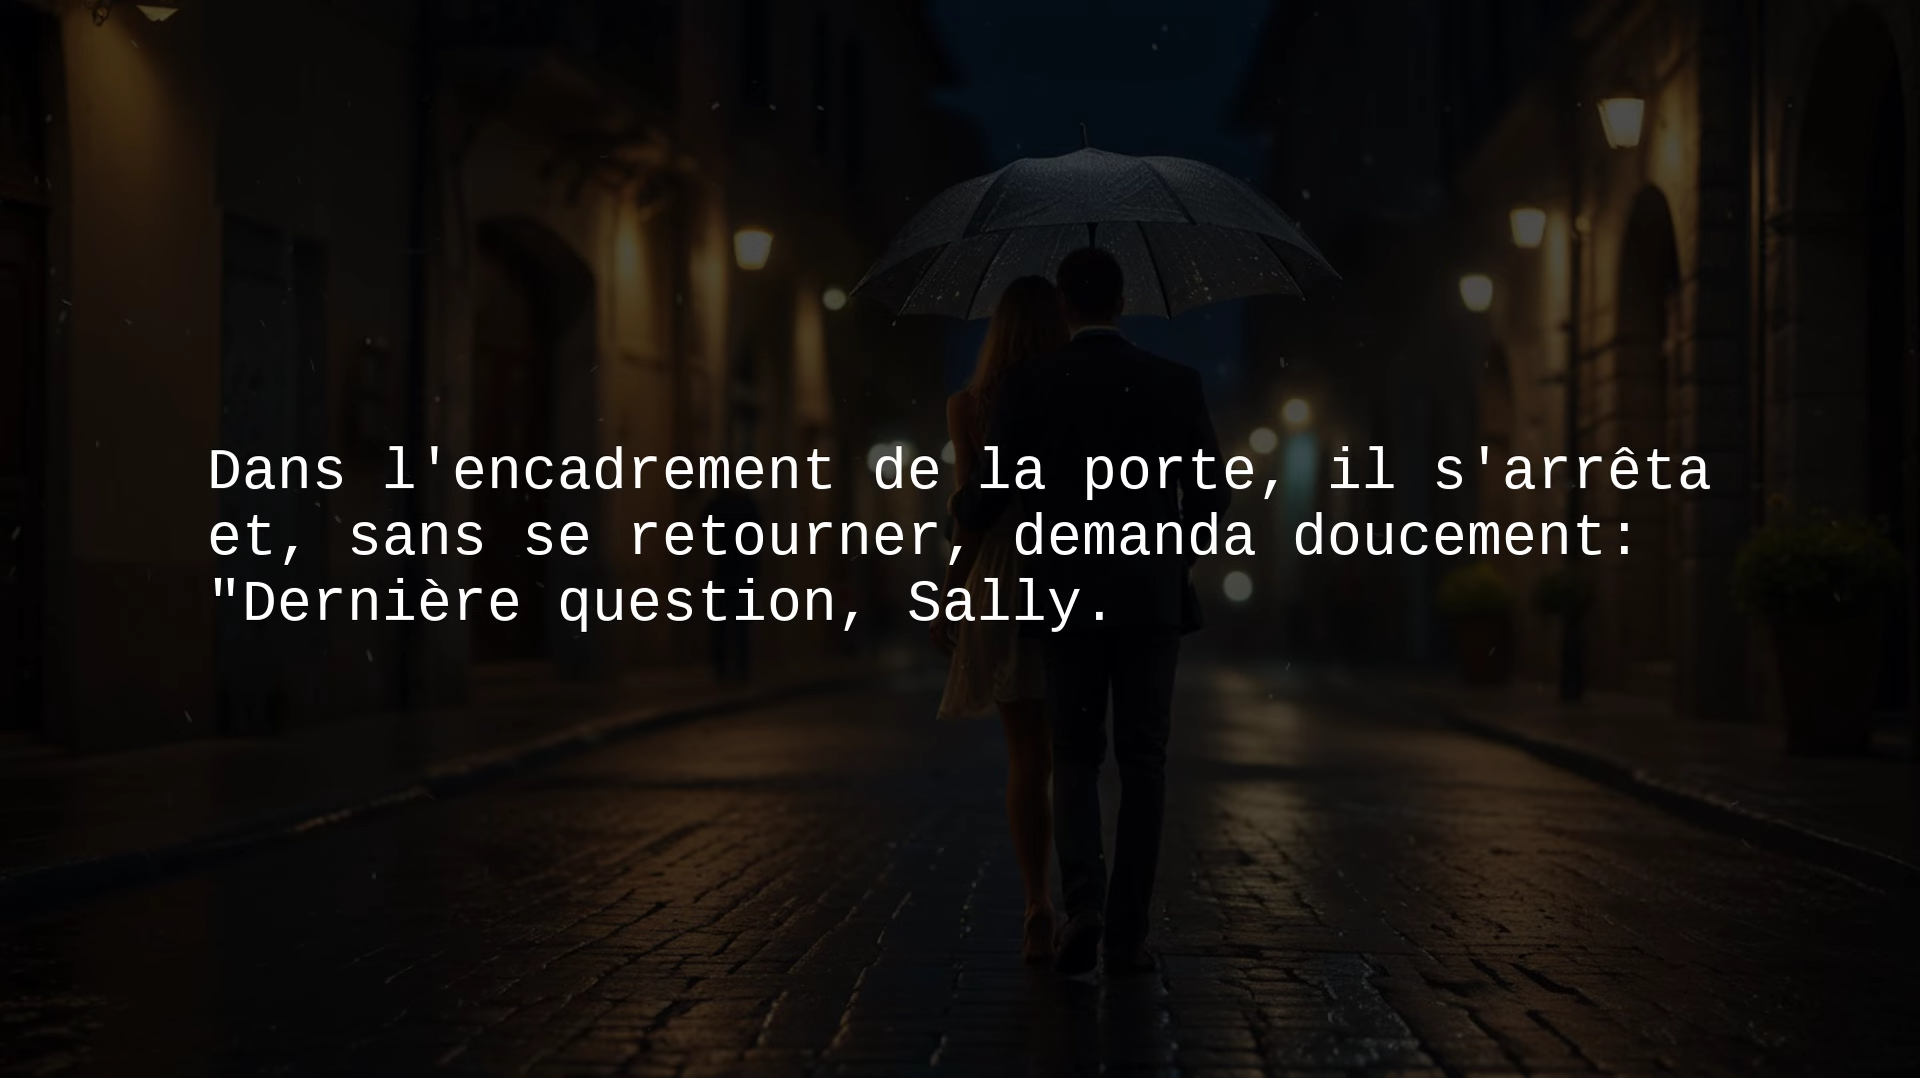 Dans l'encadrement de la porte, il s'arrêta
et, sans se retourner, demanda doucement:
"Dernière question, Sally.